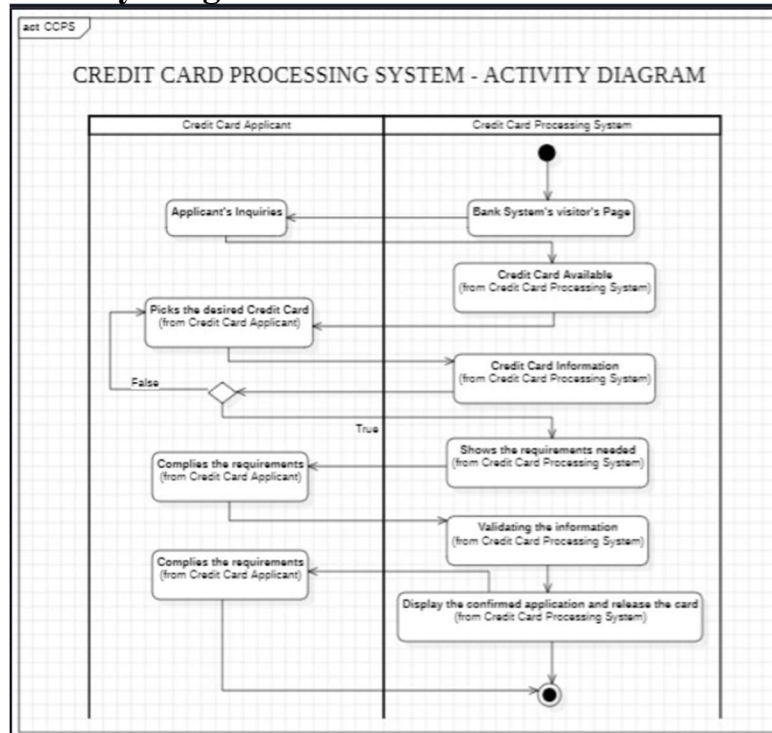 act CCPS
CREDIT CARD PROCESSING SYSTEM - ACTIVITY DIAGRAM
Credit Card Applicant
Credit Card Processing System
Applicant's Inquiries
Bank System's visitor's Page
Credit Card Available
(from Credit Card Processing System)
Picks the desired Credit Card
(from Credit Card Applicant)
Credit Card Information
(from Credit Card Processing System)
False
True
Shows the requirements needed
(from Credit Card Processing System)
Complies the requirements
(from Credit Card Applicant)
Validating the information
(from Credit Card Processing System)
Complies the requirements
(from Credit Card Applicant)
Display the confirmed application and release the card
(from Credit Card Processing System)